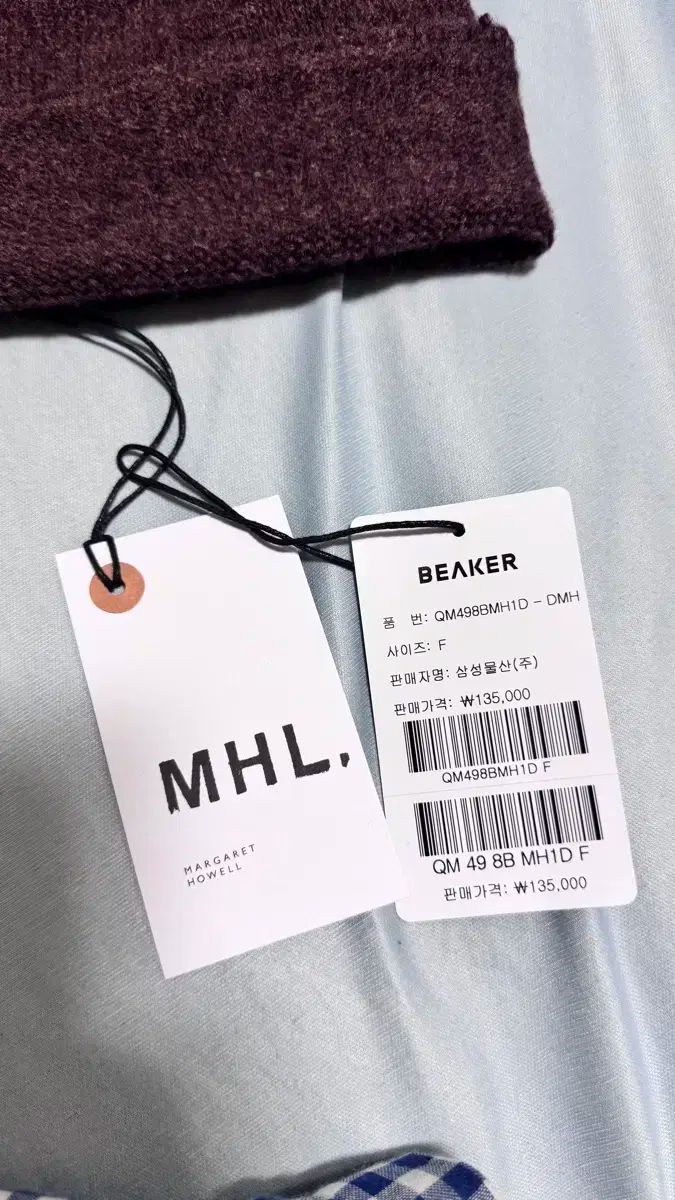 MHL.
MARGARET
HOWELL
BEAKER
품 번: QM498BMH1D - DMH
사이즈: F
판매자명: 삼성물산(주)
판매가격: ₩135,000
QM498BMH1D F
QM 49 8B MH1D F
판매가격: ₩135,000